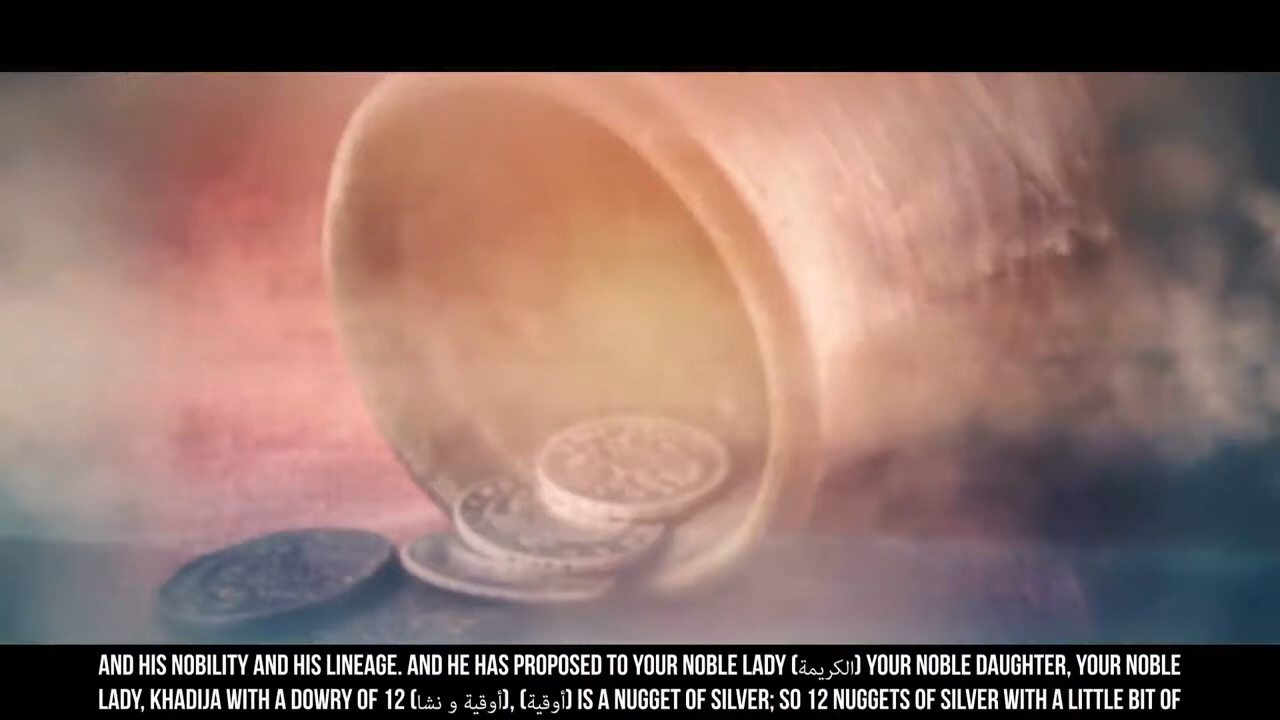 AND HIS NOBILITY AND HIS LINEAGE. AND HE HAS PROPOSED TO YOUR NOBLE LADY (الكريمة) YOUR NOBLE DAUGHTER, YOUR NOBLE
LADY, KHADIJA WITH A DOWRY OF 12 (أوقية و نشا), (أوقية) IS A NUGGET OF SILVER; SO 12 NUGGETS OF SILVER WITH A LITTLE BIT OF